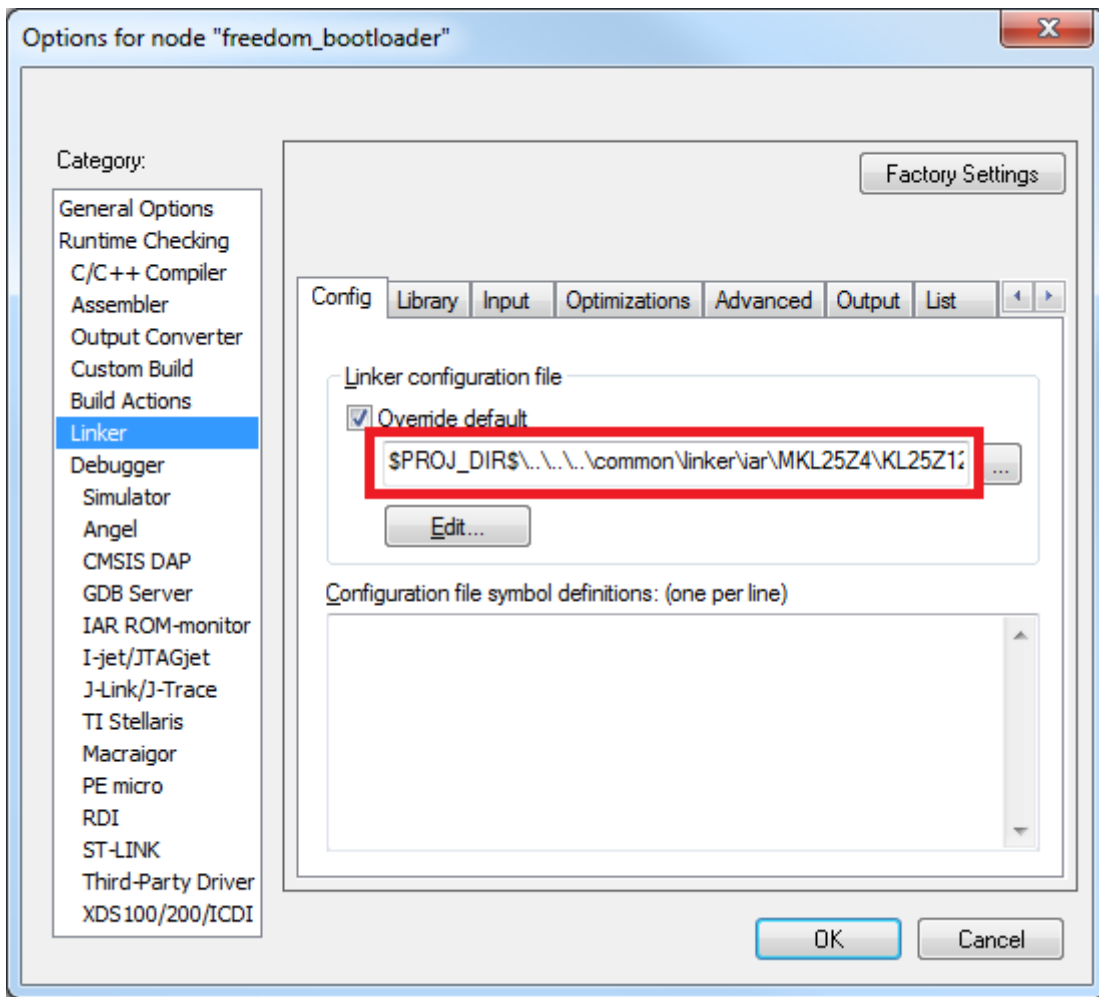 Options for node "freedom_bootloader"
Category:
Factory Settings
General Options
Runtime Checking
C/C++ Compiler
Assembler
Output Converter
Custom Build
Build Actions
Linker
Debugger
Simulator
Angel
CMSIS DAP
GDB Server
IAR ROM-monitor
I-jet/JTAGjet
J-Link/J-Trace
TI Stellaris
Macraigor
PE micro
RDI
ST-LINK
Third-Party Driver
XDS100/200/ICDI
Config Library Input Optimizations Advanced Output List
Linker configuration file
Override default
$PROJ_DIR$\..\..\..\common\linker\iar\MKL25Z4\KL25Z12
...
Edit...
Configuration file symbol definitions: (one per line)
OK Cancel